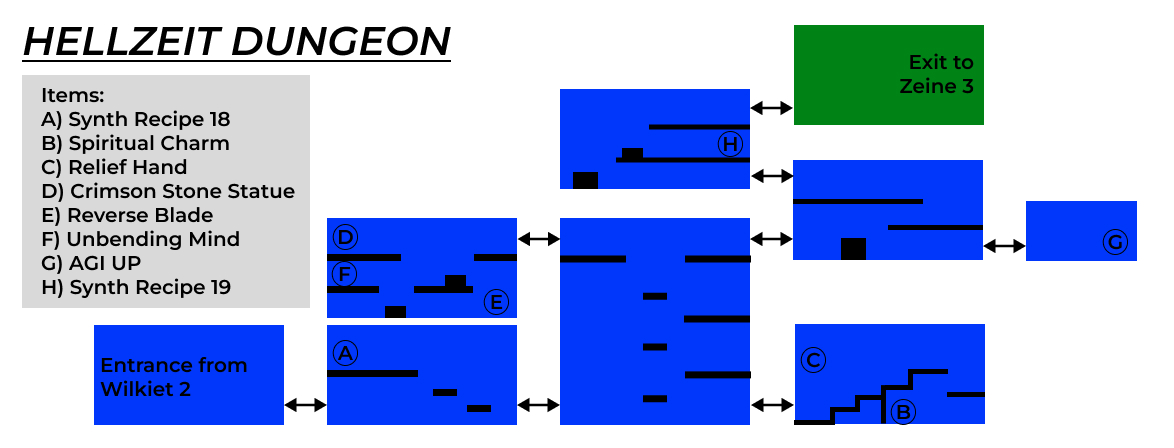 HELLZEIT DUNGEON
Items:
A) Synth Recipe 18
B) Spiritual Charm
C) Relief Hand
D) Crimson Stone Statue
E) Reverse Blade
F) Unbending Mind
G) AGI UP
H) Synth Recipe 19
Exit to
Zeine 3
H
D
F
E
G
Entrance from
Wilkiet 2
A
C
B